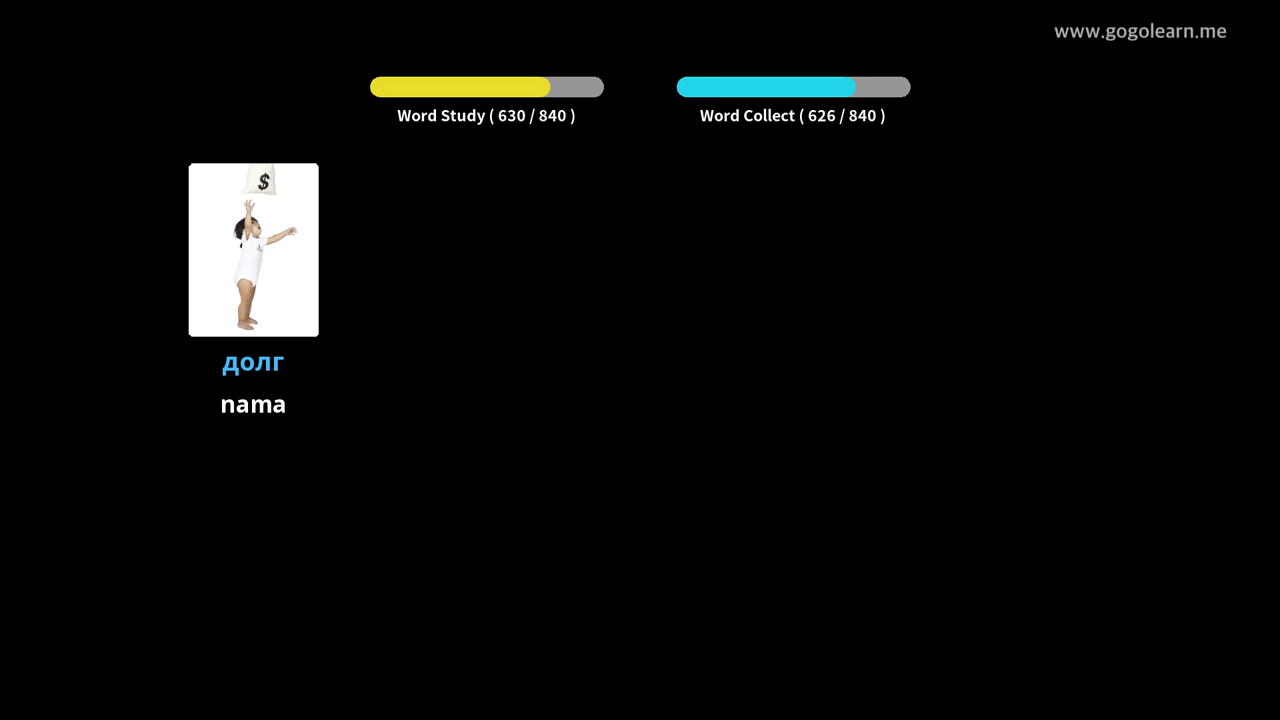 www.gogolearn.me
Word Study ( 630 / 840 )
Word Collect ( 626 / 840 )
$
долг
nama